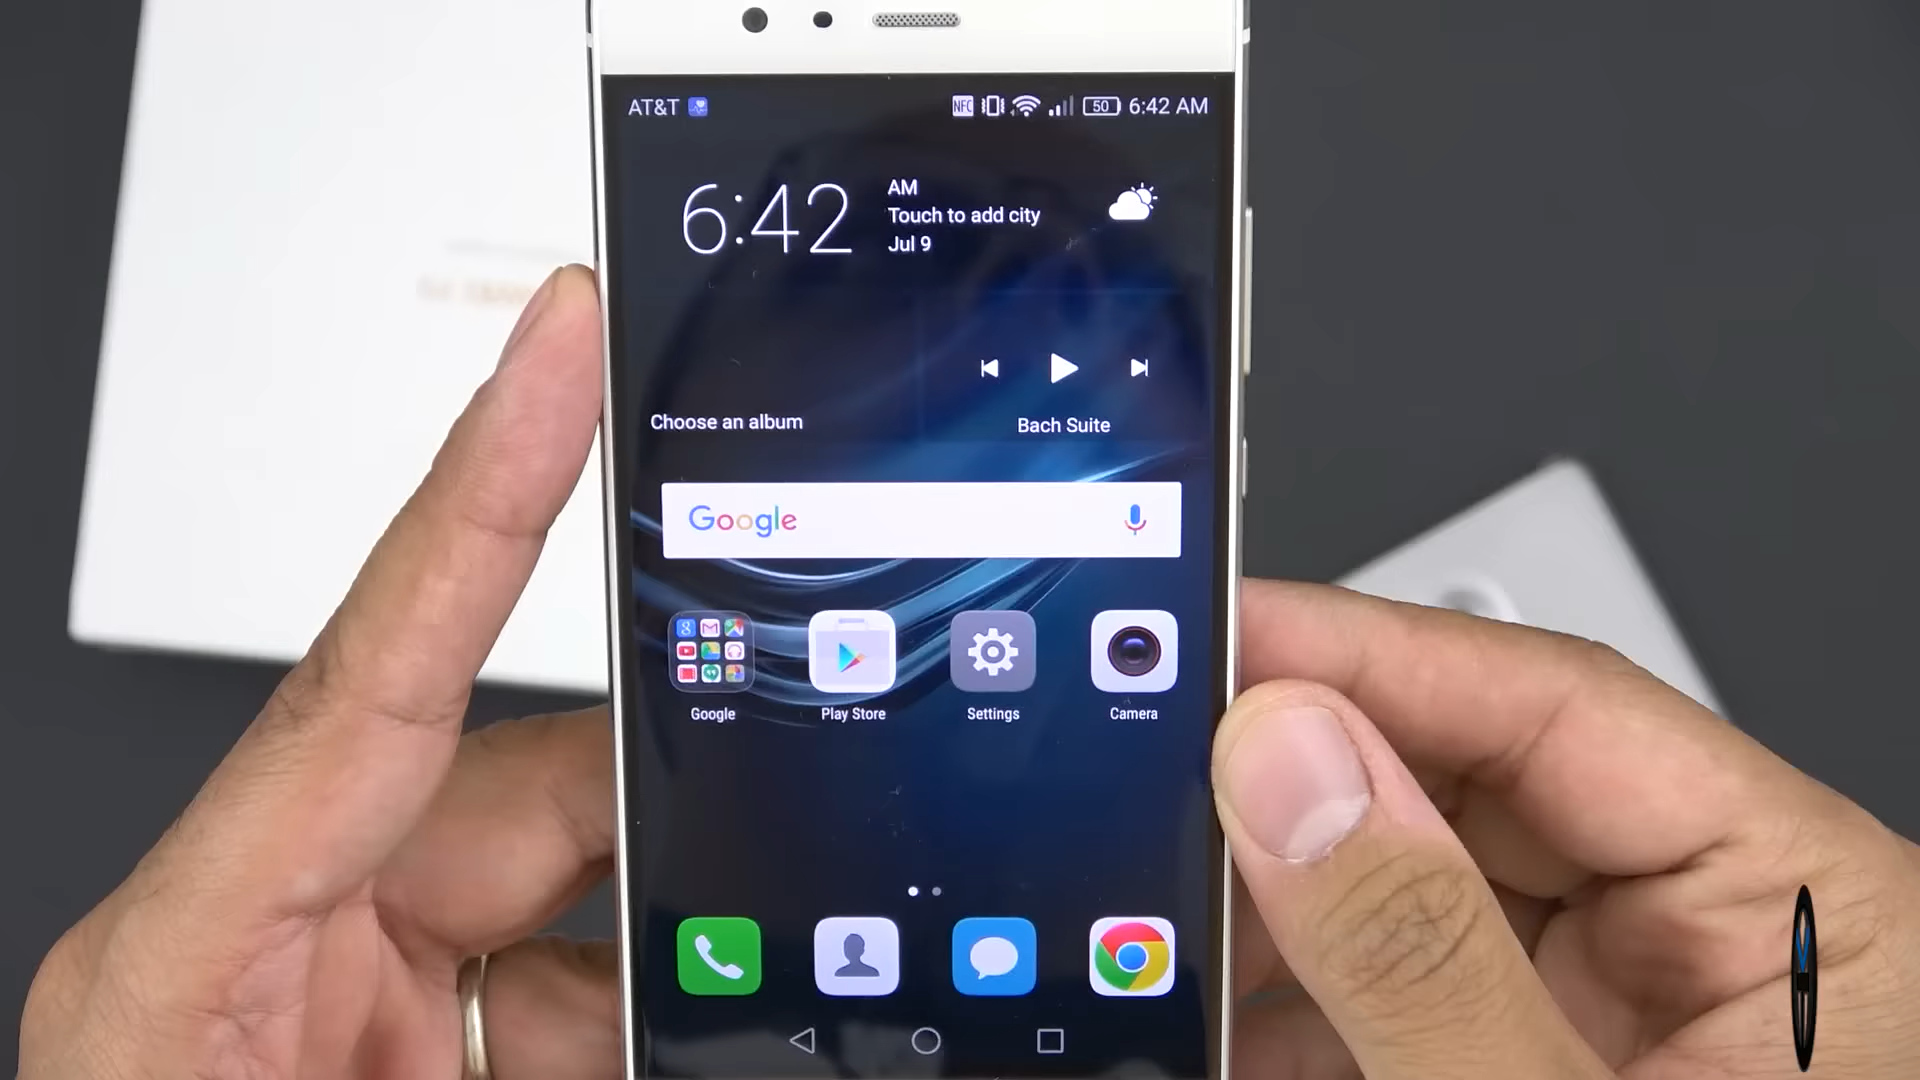 AT&T NFC 50 6:42 AM
6:42
AM
Touch to add city
Jul 9
Choose an album
Bach Suite
Google
Google
Play Store
Settings
Camera